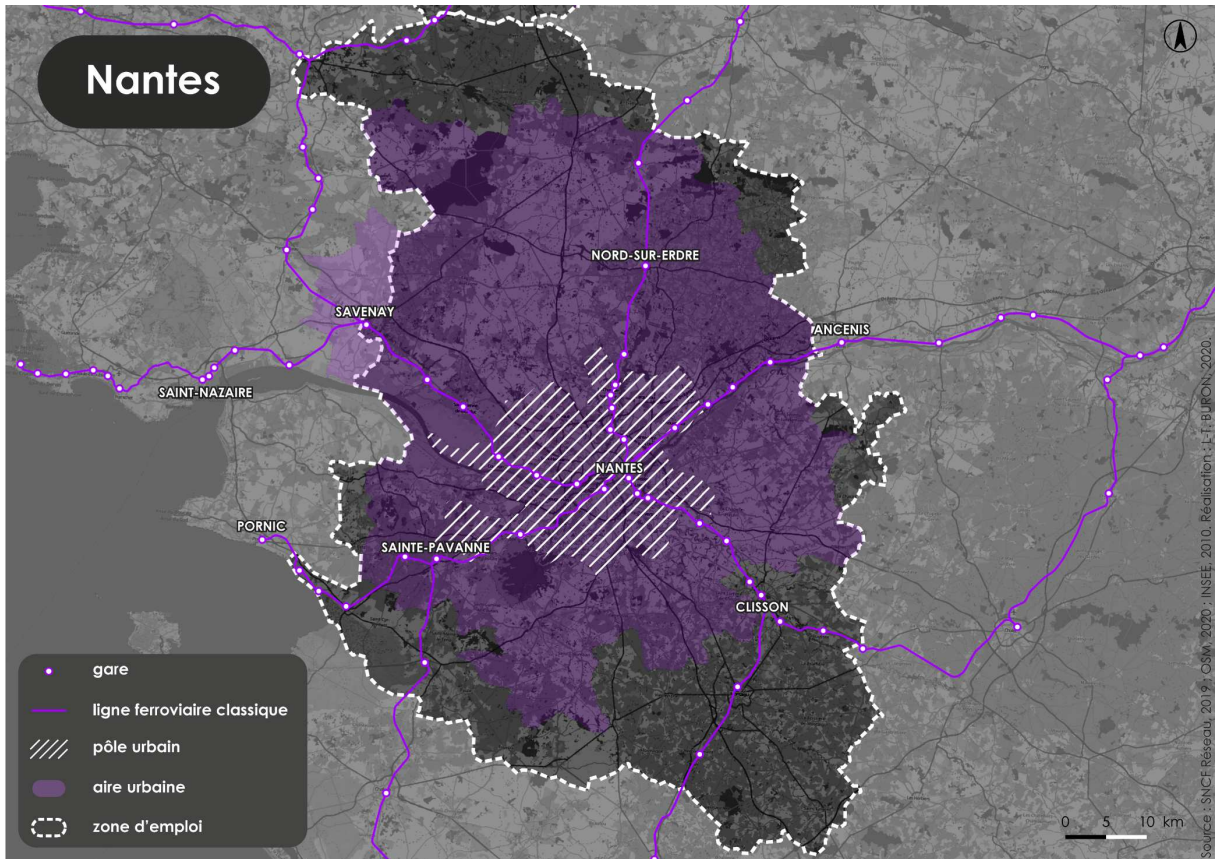 Nantes
NORD-SUR-ERDRE
SAVENAY
ANCENIS
SAINT-NAZAIRE
NANTES
PORNIC
SAINTE-PAVANNE
CLISSON
gare
ligne ferroviaire classique
pôle urbain
aire urbaine
zone d'emploi
0 5 10 km
Source : SNCF Réseau, 2019 ; OSM 2020 ; INSEE, 2010. Réalisation : L-T. BURON, 2020.